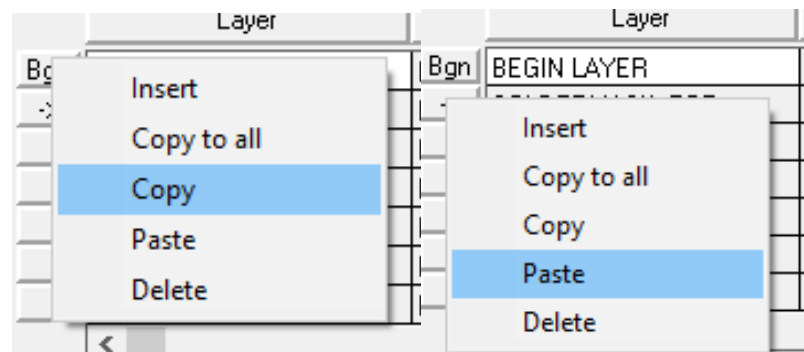 Layer
Insert
Copy to all
Copy
Paste
Delete
Layer
Bgn BEGIN LAYER
Insert
Copy to all
Copy
Paste
Delete